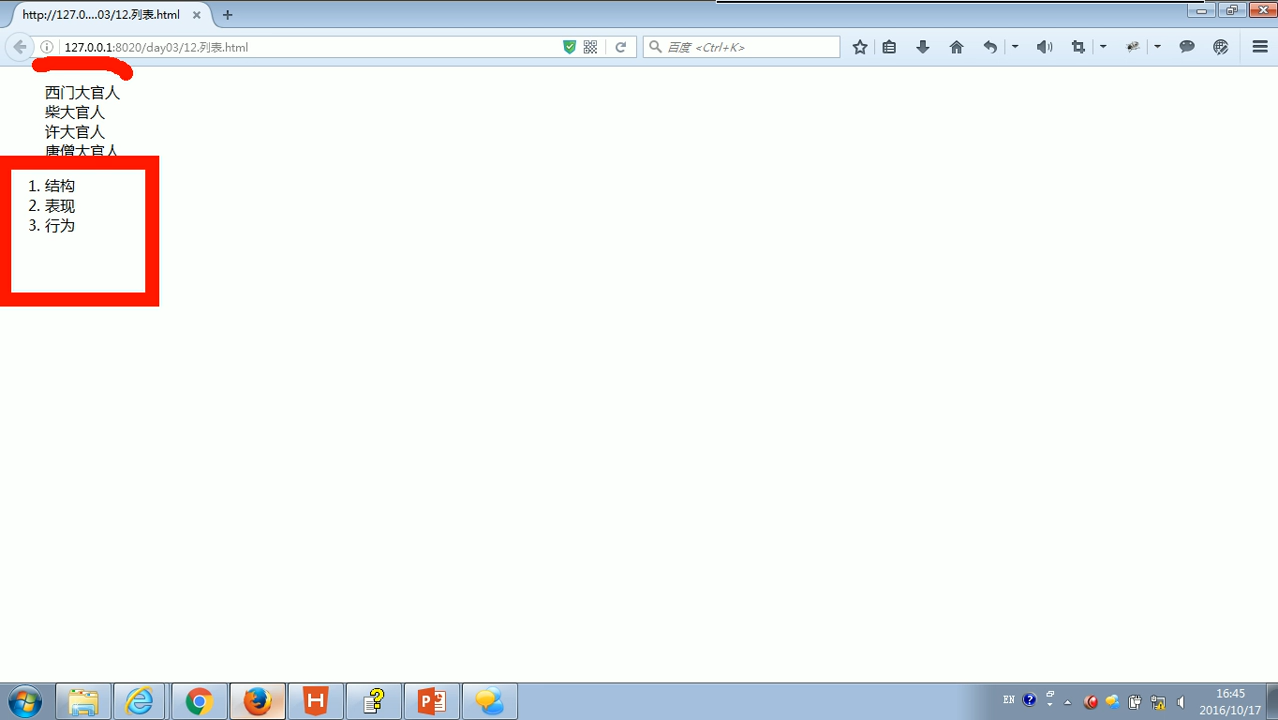 http://127.0....03/12.列表.html
127.0.0.1:8020/day03/12.列表.html
百度 <Ctrl+K>
西门大官人
柴大官人
许大官人
唐僧大官人
1. 结构
2. 表现
3. 行为
EN
16:45
2016/10/17